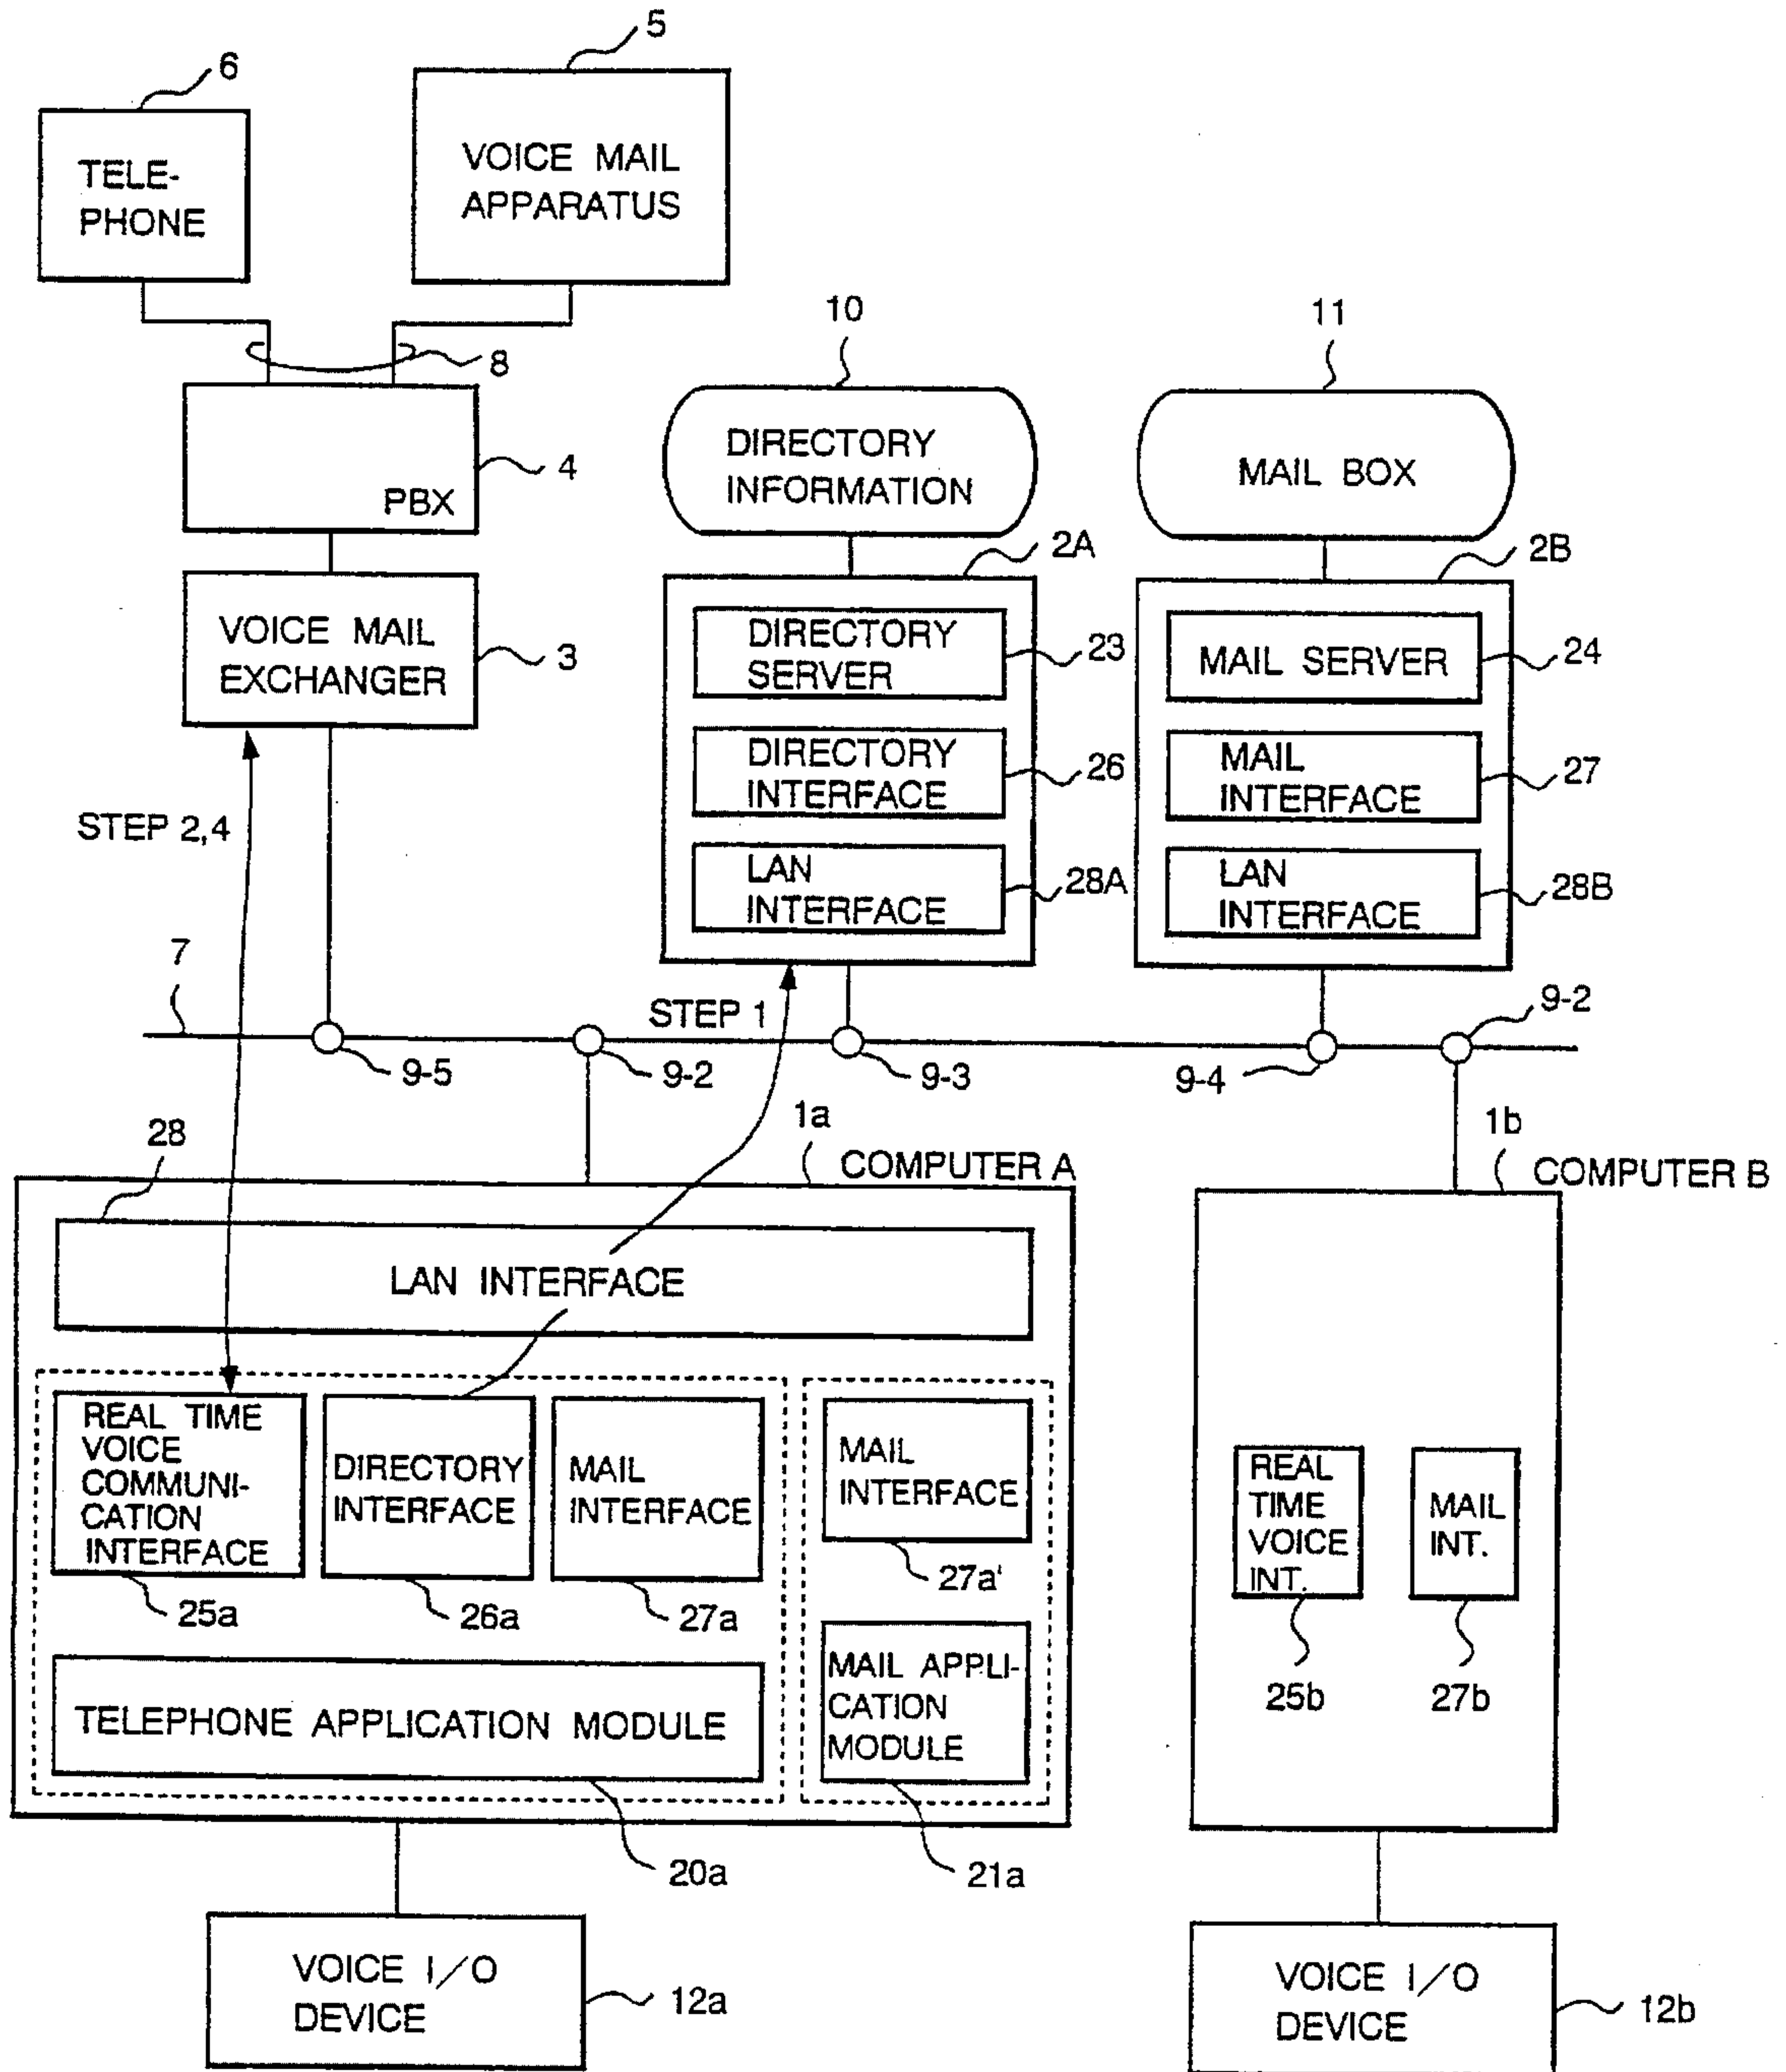 5
6
TELE-
PHONE
VOICE MAIL
APPARATUS
8
10
11
4
PBX
DIRECTORY
INFORMATION
MAIL BOX
2A
2B
VOICE MAIL
EXCHANGER
3
DIRECTORY
SERVER
23
MAIL SERVER
24
DIRECTORY
INTERFACE
26
MAIL
INTERFACE
27
STEP 2,4
LAN
INTERFACE
28A
LAN
INTERFACE
28B
7
STEP 1
9-5
9-2
9-3
9-4
9-2
28
1a
COMPUTER A
1b
COMPUTER B
LAN INTERFACE
REAL TIME
VOICE
COMMUNI-
CATION
INTERFACE
25a
DIRECTORY
INTERFACE
26a
MAIL
INTERFACE
27a
MAIL
INTERFACE
27a'
REAL
TIME
VOICE
INT.
25b
MAIL
INT.
27b
TELEPHONE APPLICATION MODULE
20a
MAIL APPLI-
CATION
MODULE
21a
VOICE I/O
DEVICE
12a
VOICE I/O
DEVICE
12b